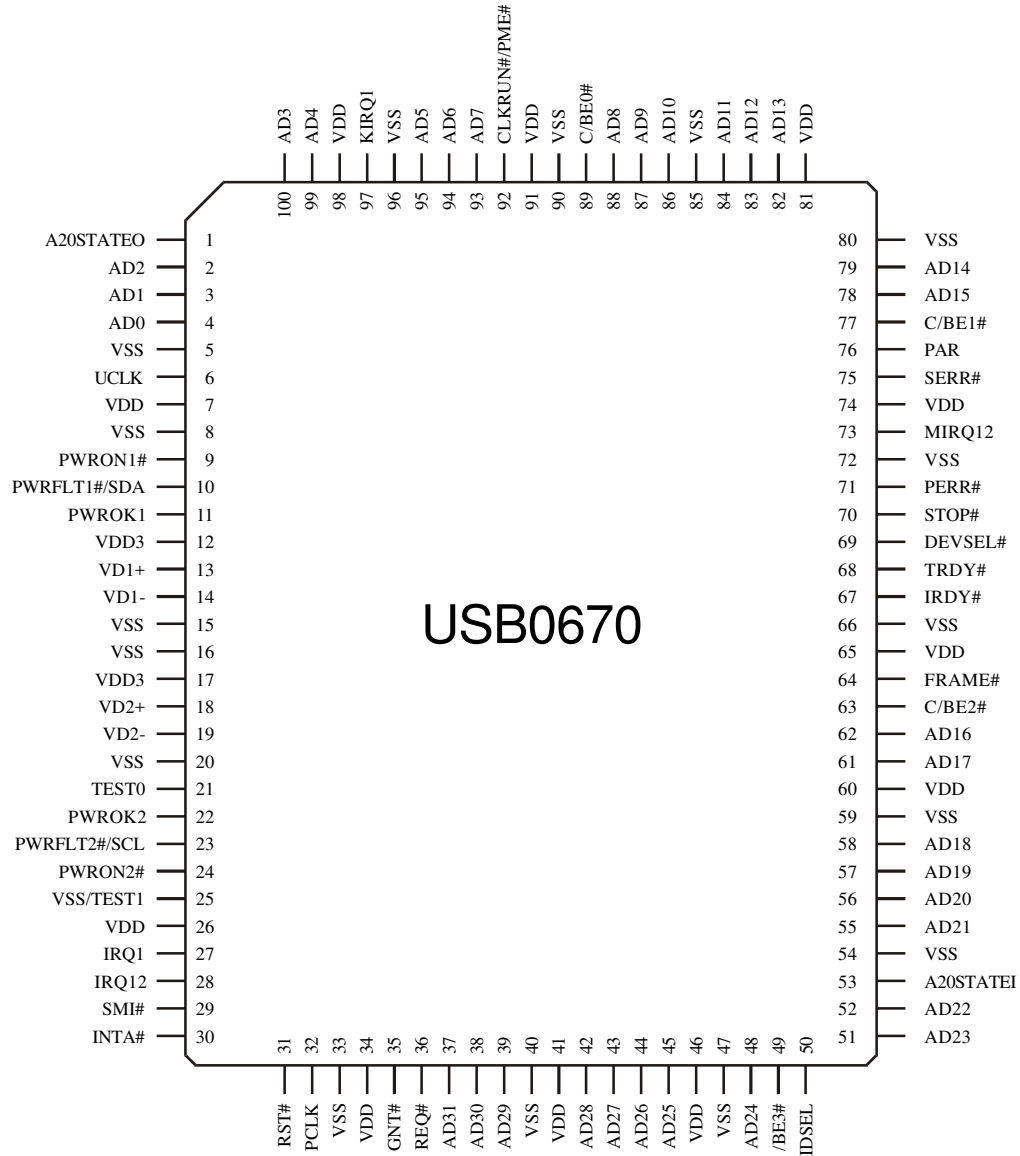 CLKRUN#/PME#
AD3 AD4 VDD KIRQ1 VSS AD5 AD6 AD7 VDD VSS C/BE0# AD8 AD9 AD10 VSS AD11 AD12 AD13 VDD
100 99 98 97 96 95 94 93 92 91 90 89 88 87 86 85 84 83 82 81
A20STATEO 1 80 VSS
AD2 2 79 AD14
AD1 3 78 AD15
AD0 4 77 C/BE1#
VSS 5 76 PAR
UCLK 6 75 SERR#
VDD 7 74 VDD
VSS 8 73 MIRQ12
PWRON1# 9 72 VSS
PWRFLT1#/SDA 10 71 PERR#
PWROK1 11 70 STOP#
VDD3 12 69 DEVSEL#
VD1+ 13 68 TRDY#
VD1- 14 67 IRDY#
VSS 15 66 VSS
USB0670
VSS 16 65 VDD
VDD3 17 64 FRAME#
VD2+ 18 63 C/BE2#
VD2- 19 62 AD16
VSS 20 61 AD17
TEST0 21 60 VDD
PWROK2 22 59 VSS
PWRFLT2#/SCL 23 58 AD18
PWRON2# 24 57 AD19
VSS/TEST1 25 56 AD20
VDD 26 55 AD21
IRQ1 27 54 VSS
IRQ12 28 53 A20STATEI
SMI# 29 52 AD22
INTA# 30 51 AD23
31 32 33 34 35 36 37 38 39 40 41 42 43 44 45 46 47 48 49 50
RST# PCLK VSS VDD GNT# REQ# AD31 AD30 AD29 VSS VDD AD28 AD27 AD26 AD25 VDD VSS AD24 /BE3# IDSEL